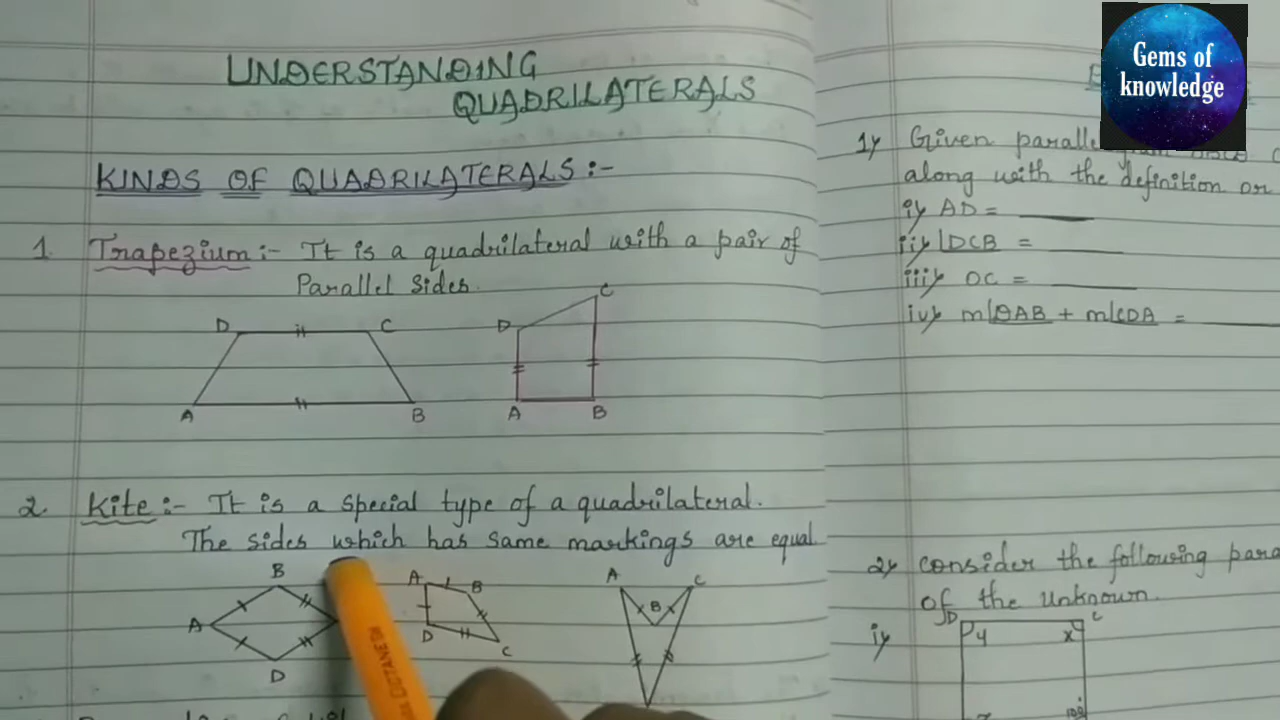 UNDERSTANDING
QUADRILATERALS
KINDS OF QUADRILATERALS :-
1. Trapezium :- It is a quadrilateral with a pair of
Parallel Sides.
D C
A B
C
D
A B
2. Kite :- It is a special type of a quadrilateral.
The sides which has same markings are equal.
B
A
D
A B
D
C
A C
B
Gems of
knowledge
1)
Given
along with the definition or
i) AD =
ii) ∠DCB =
iii) OC =
iv) m∠DAB + m∠CDA =
2) Consider the following
of the Unknown.
i)
D C
y x